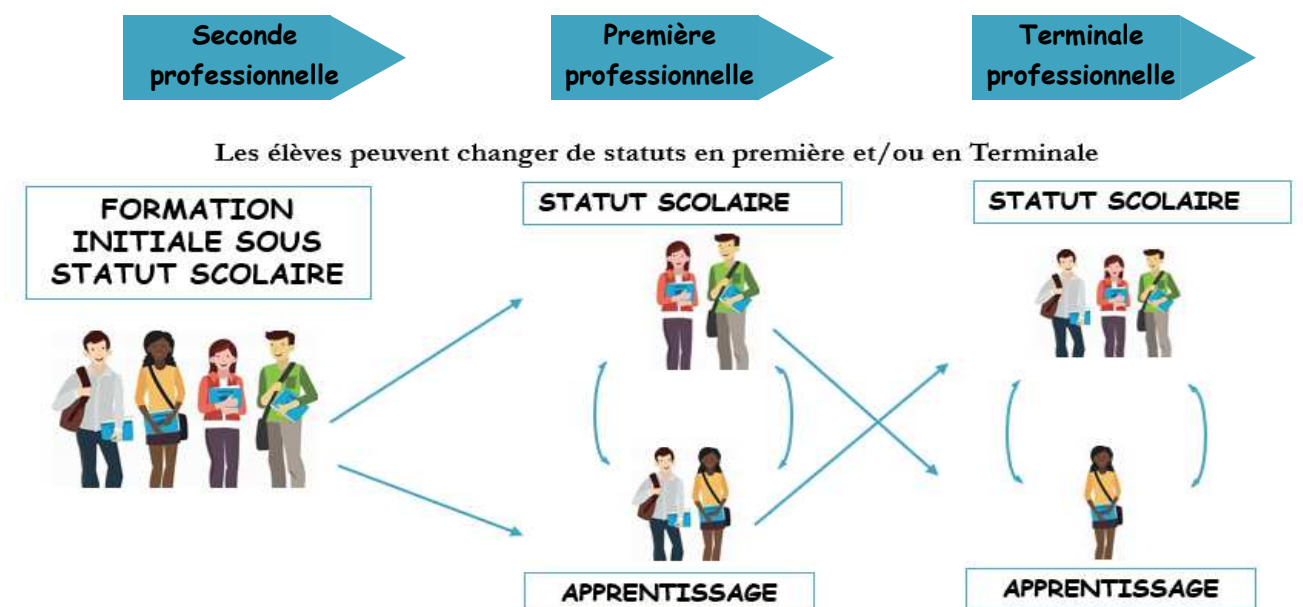 Seconde
professionnelle
Première
professionnelle
Terminale
professionnelle
Les élèves peuvent changer de statuts en première et/ou en Terminale
FORMATION
INITIALE SOUS
STATUT SCOLAIRE
STATUT SCOLAIRE
STATUT SCOLAIRE
APPRENTISSAGE
APPRENTISSAGE